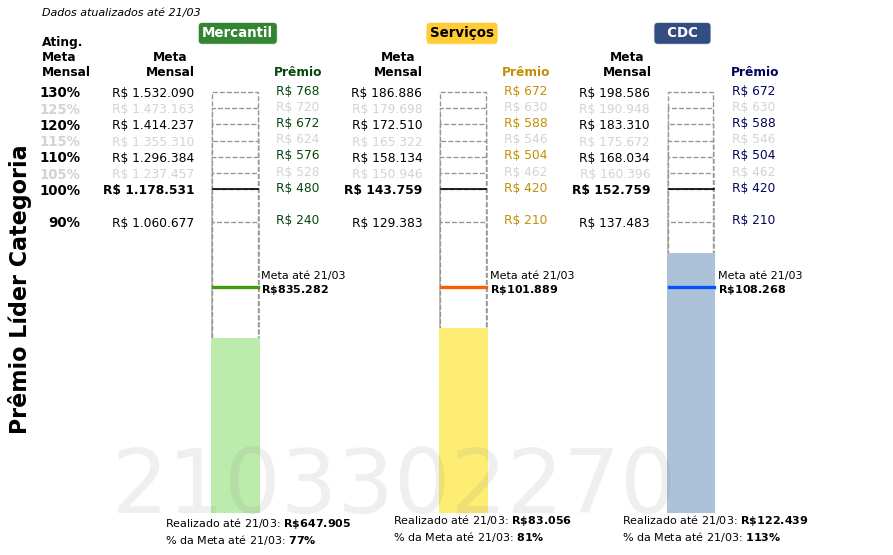 Dados atualizados até 21/03
Mercantil Serviços CDC
Ating.
Meta Meta Meta Meta
Mensal Mensal Prêmio Mensal Prêmio Mensal Prêmio
130% R$ 1.532.090 R$ 768 R$ 186.886 R$ 672 R$ 198.586 R$ 672
125% R$ 1.473.163 R$ 720 R$ 179.698 R$ 630 R$ 190.948 R$ 630
120% R$ 1.414.237 R$ 672 R$ 172.510 R$ 588 R$ 183.310 R$ 588
115% R$ 1.355.310 R$ 624 R$ 165.322 R$ 546 R$ 175.672 R$ 546
110% R$ 1.296.384 R$ 576 R$ 158.134 R$ 504 R$ 168.034 R$ 504
105% R$ 1.237.457 R$ 528 R$ 150.946 R$ 462 R$ 160.396 R$ 462
100% R$ 1.178.531 R$ 480 R$ 143.759 R$ 420 R$ 152.759 R$ 420
90% R$ 1.060.677 R$ 240 R$ 129.383 R$ 210 R$ 137.483 R$ 210
Meta até 21/03 Meta até 21/03 Meta até 21/03
R$835.282 R$101.889 R$108.268
Prêmio Líder Categoria
2103302270
Realizado até 21/03: R$647.905 Realizado até 21/03: R$83.056 Realizado até 21/03: R$122.439
% da Meta até 21/03: 77% % da Meta até 21/03: 81% % da Meta até 21/03: 113%